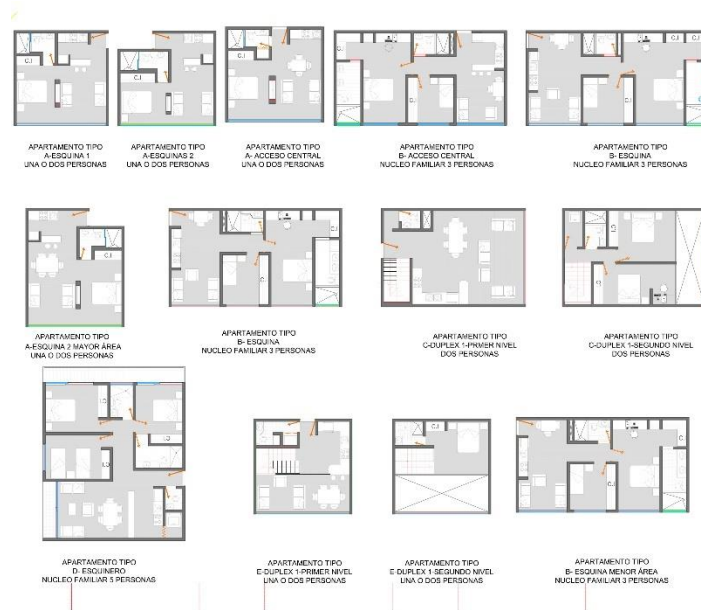 APARTAMENTO TIPO
A-ESQUINA 1
UNA O DOS PERSONAS
APARTAMENTO TIPO
A-ESQUINAS 2
UNA O DOS PERSONAS
APARTAMENTO TIPO
A- ACCESO CENTRAL
UNA O DOS PERSONAS
APARTAMENTO TIPO
B- ACCESO CENTRAL
NUCLEO FAMILIAR 3 PERSONAS
APARTAMENTO TIPO
B- ESQUINA
NUCLEO FAMILIAR 3 PERSONAS
APARTAMENTO TIPO
A-ESQUINA 2 MAYOR ÁREA
UNA O DOS PERSONAS
APARTAMENTO TIPO
B- ESQUINA
NUCLEO FAMILIAR 3 PERSONAS
APARTAMENTO TIPO
C-DUPLEX 1-PRMER NIVEL
DOS PERSONAS
APARTAMENTO TIPO
C-DUPLEX 1-SEGUNDO NIVEL
DOS PERSONAS
APARTAMENTO TIPO
D- ESQUINERO
NUCLEO FAMILIAR 5 PERSONAS
APARTAMENTO TIPO
E-DUPLEX 1-PRIMER NIVEL
UNA O DOS PERSONAS
APARTAMENTO TIPO
E-DUPLEX 1-SEGUNDO NIVEL
UNA O DOS PERSONAS
APARTAMENTO TIPO
B- ESQUINA MENOR ÁREA
NUCLEO FAMILIAR 3 PERSONAS